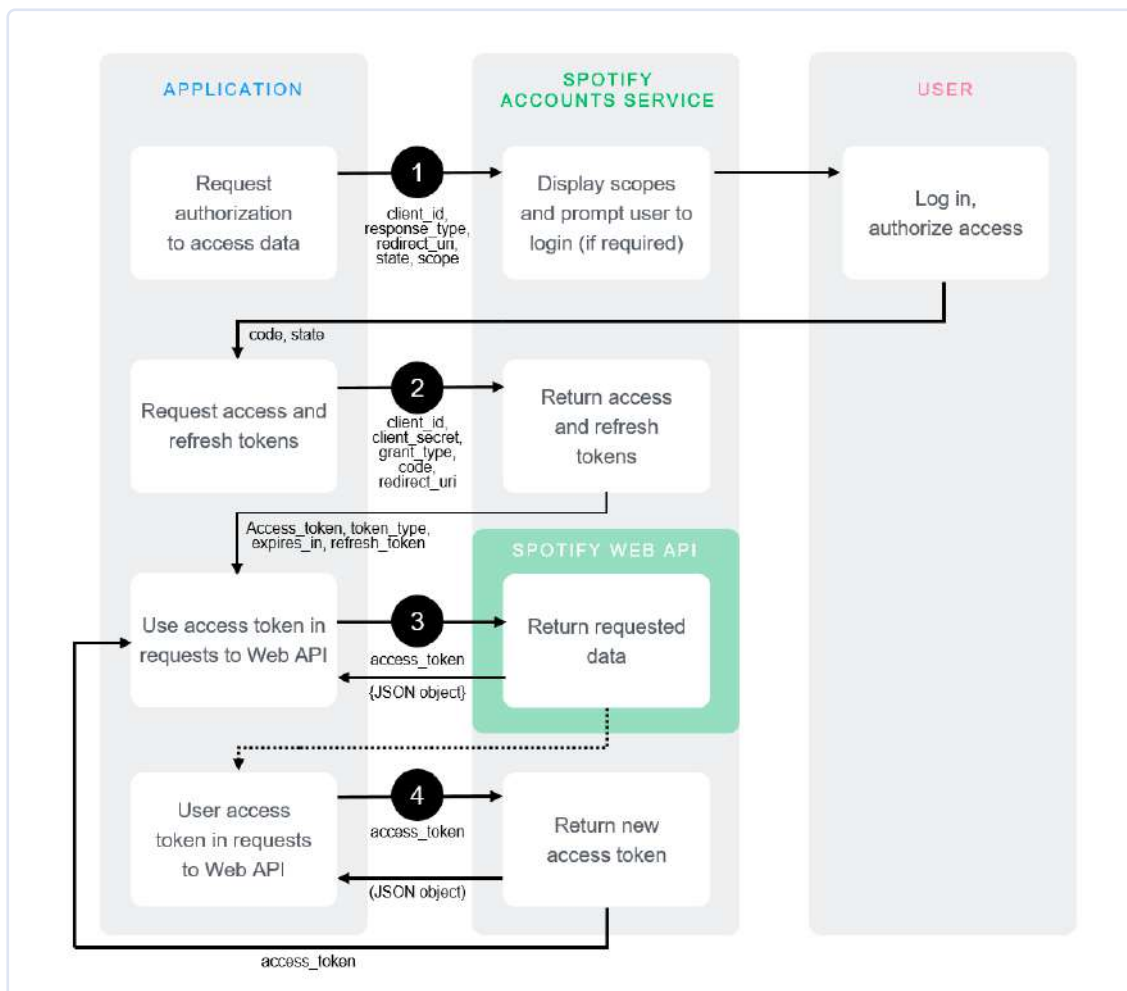 APPLICATION
SPOTIFY
ACCOUNTS SERVICE
USER
Request
authorization
to access data
1
client_id,
response_type,
redirect_uri,
state, scope
Display scopes
and prompt user to
login (if required)
Log in,
authorize access
code, state
Request access and
refresh tokens
2
client_id,
client_secret,
grant_type,
code,
redirect_uri
Return access
and refresh
tokens
Access_token, token_type,
expires_in, refresh_token
SPOTIFY WEB API
Use access token in
requests to Web API
3
access_token
{JSON object}
Return requested
data
User access
token in requests
to Web API
4
access_token
(JSON object)
Return new
access token
access_token